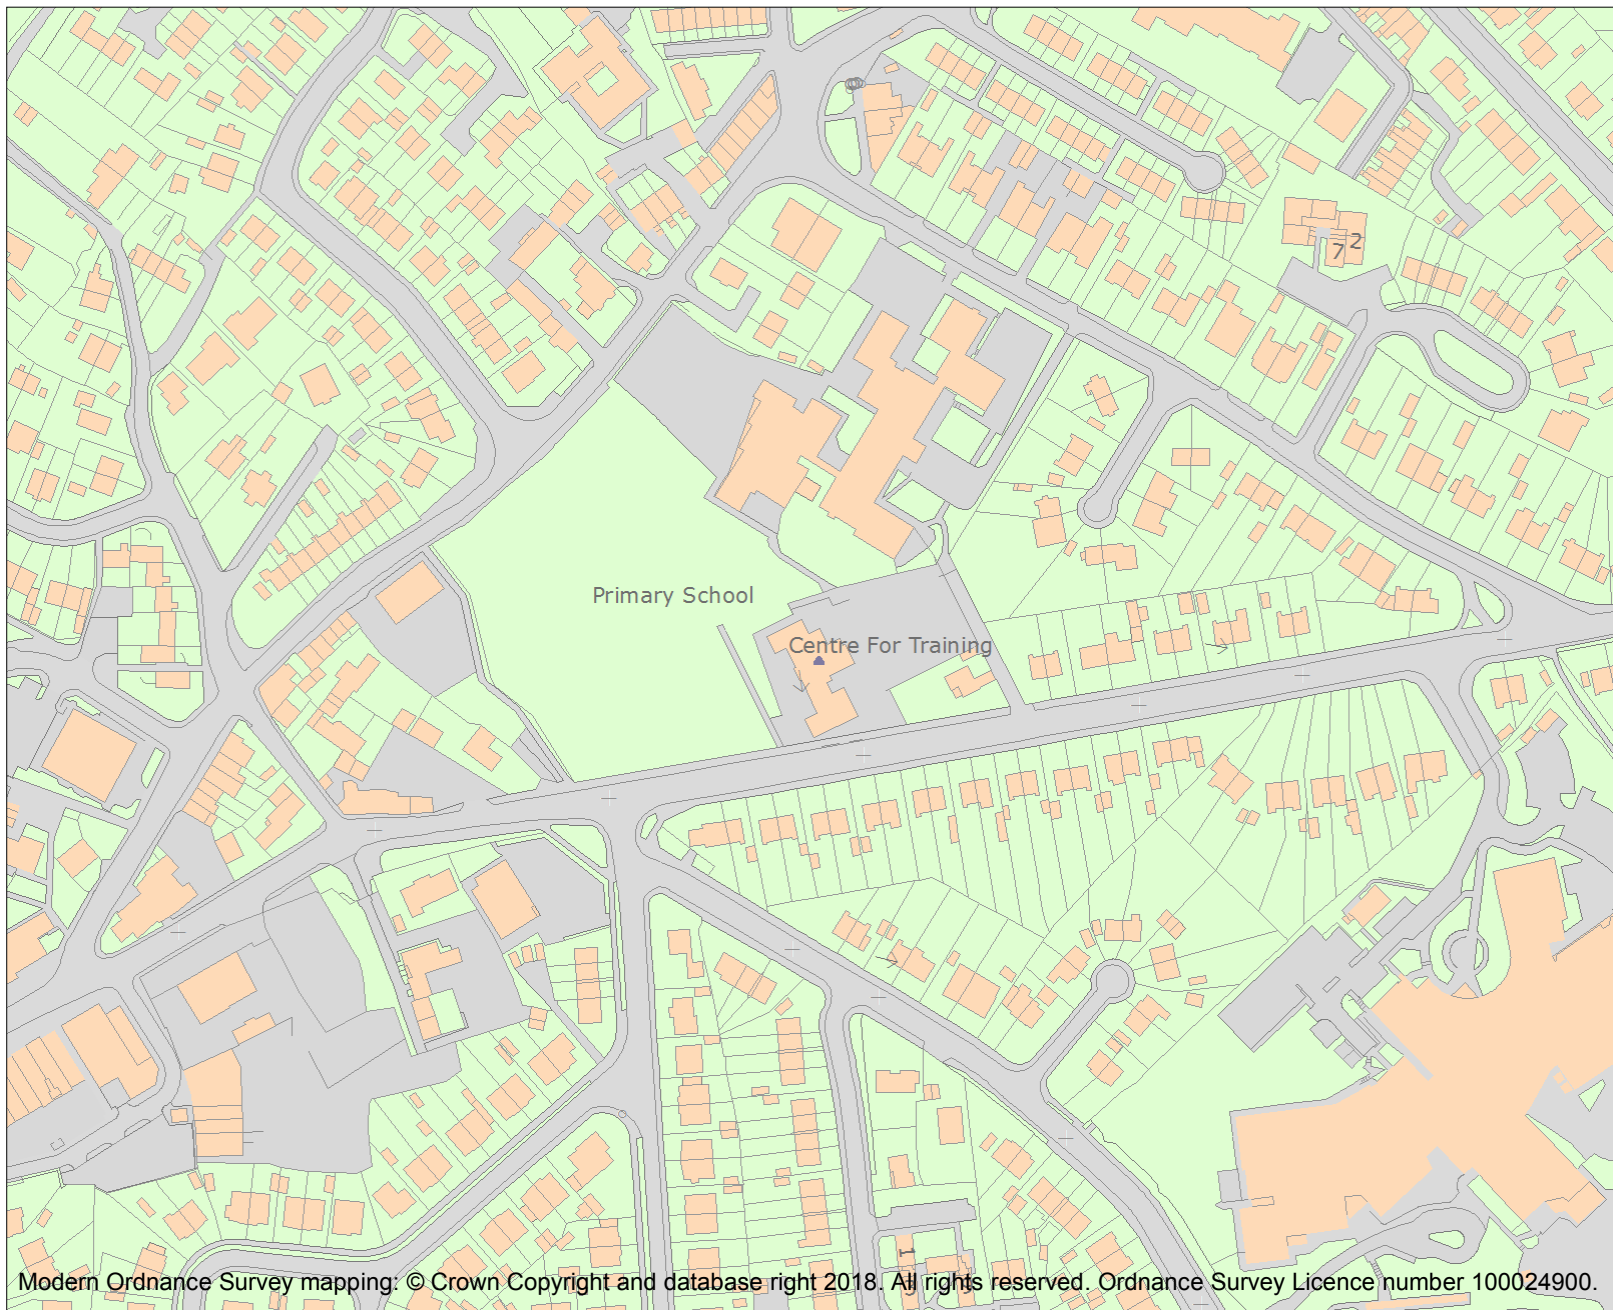 2
7
Primary School
Centre For Training
1
Modern Ordnance Survey mapping: © Crown Copyright and database right 2018. All rights reserved. Ordnance Survey Licence number 100024900.